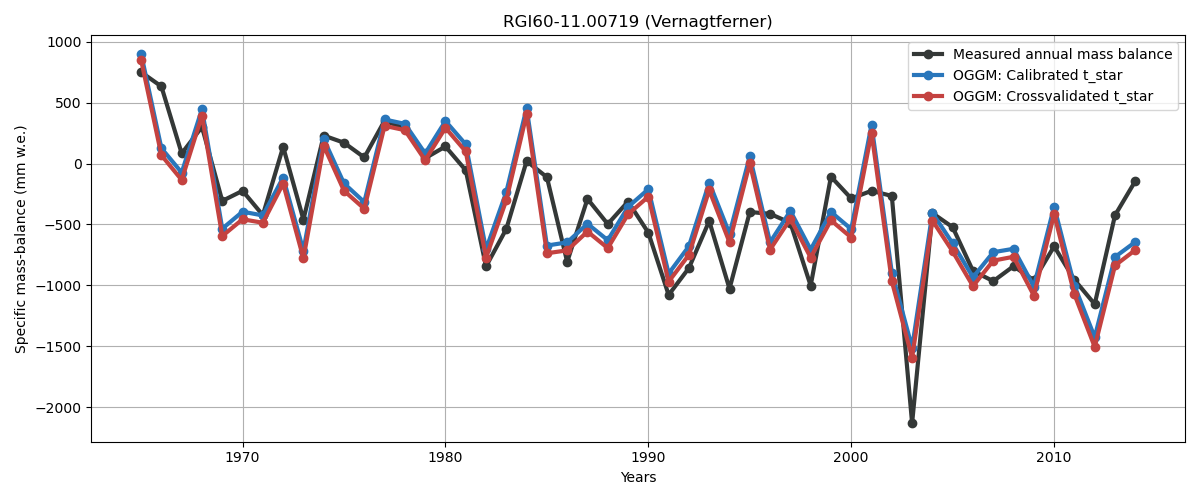 RGI60-11.00719 (Vernagtferner)
Measured annual mass balance
OGGM: Calibrated t_star
OGGM: Crossvalidated t_star
Specific mass-balance (mm w.e.)
1000
500
0
−500
−1000
−1500
−2000
1970
1980
1990
2000
2010
Years